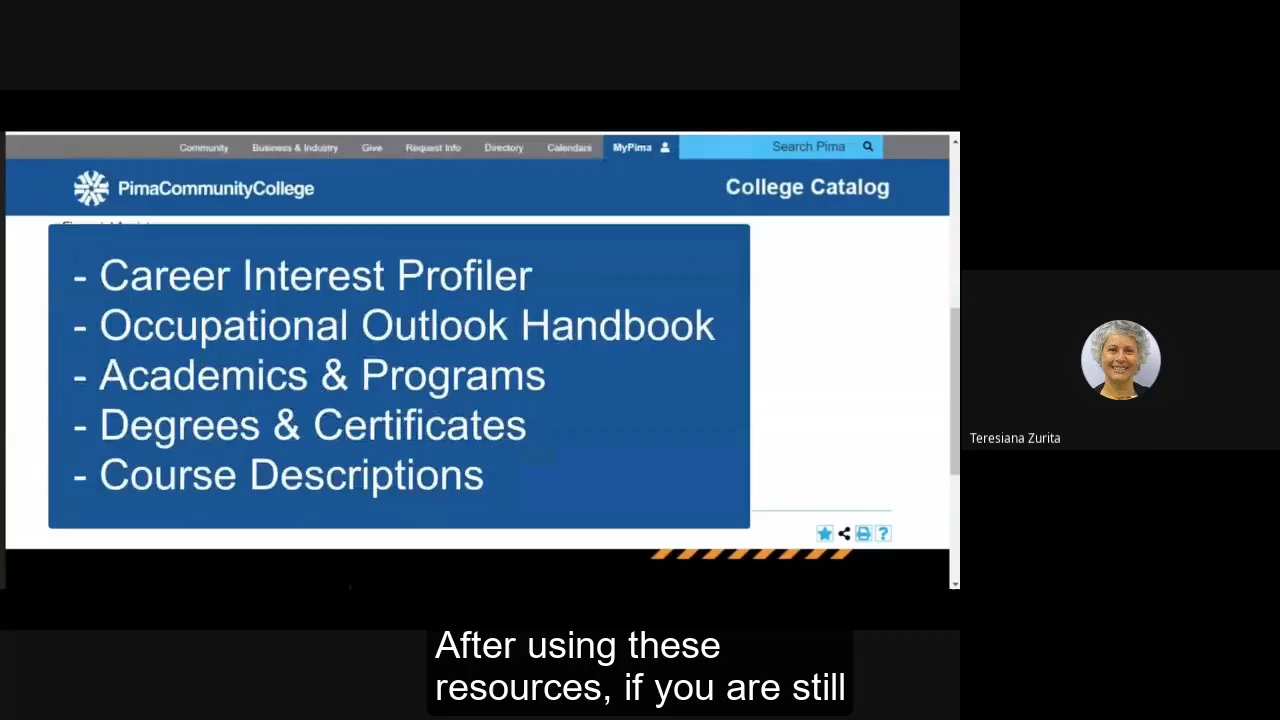 Community Business & Industry Give Request Info Directory Calendars MyPima Search Pima
PimaCommunityCollege College Catalog
- Career Interest Profiler
- Occupational Outlook Handbook
- Academics & Programs
- Degrees & Certificates
- Course Descriptions
?
Teresiana Zurita
After using these
resources, if you are still